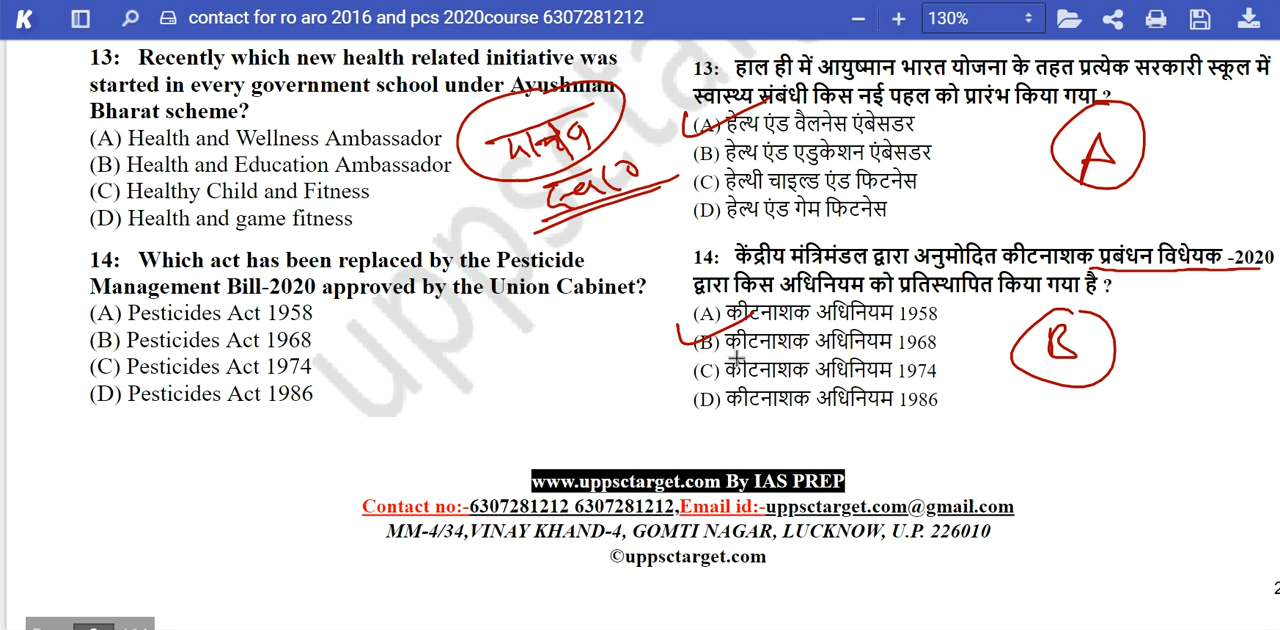 K contact for ro aro 2016 and pcs 2020course 6307281212 130%
13: Recently which new health related initiative was
started in every government school under Ayushman
Bharat scheme?
(A) Health and Wellness Ambassador
(B) Health and Education Ambassador
(C) Healthy Child and Fitness
(D) Health and game fitness
14: Which act has been replaced by the Pesticide
Management Bill-2020 approved by the Union Cabinet?
(A) Pesticides Act 1958
(B) Pesticides Act 1968
(C) Pesticides Act 1974
(D) Pesticides Act 1986
13: हाल ही में आयुष्मान भारत योजना के तहत प्रत्येक सरकारी स्कूल में
स्वास्थ्य संबंधी किस नई पहल को प्रारंभ किया गया ?
(A) हेल्थ एंड वैलनेस एंबेसडर
(B) हेल्थ एंड एडुकेशन एंबेसडर
(C) हेल्थी चाइल्ड एंड फिटनेस
(D) हेल्थ एंड गेम फिटनेस
A
14: केंद्रीय मंत्रिमंडल द्वारा अनुमोदित कीटनाशक प्रबंधन विधेयक -2020
द्वारा किस अधिनियम को प्रतिस्थापित किया गया है ?
(A) कीटनाशक अधिनियम 1958
(B) कीटनाशक अधिनियम 1968
(C) कीटनाशक अधिनियम 1974
(D) कीटनाशक अधिनियम 1986
B
www.uppsctarget.com By IAS PREP
Contact no:-6307281212 6307281212,Email id:-uppsctarget.com@gmail.com
MM-4/34,VINAY KHAND-4, GOMTI NAGAR, LUCKNOW, U.P. 226010
©uppsctarget.com
2